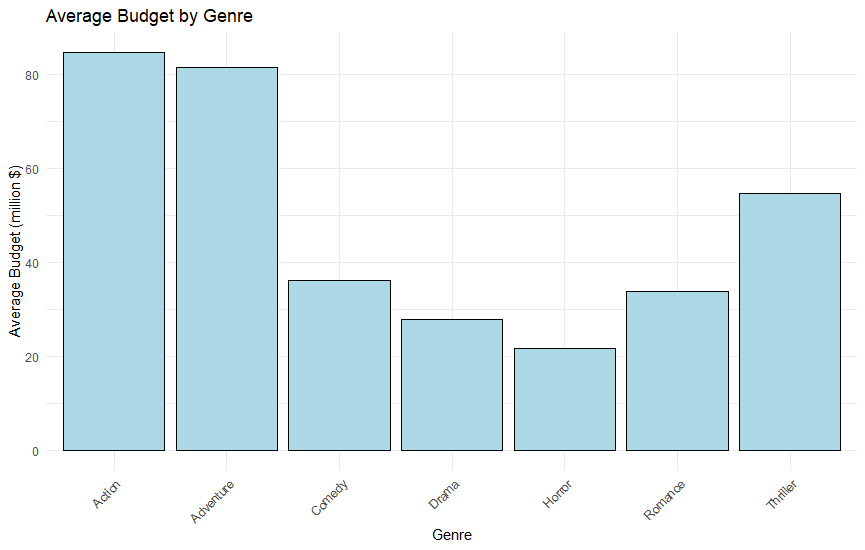 Average Budget by Genre
Average Budget (million $)
80
60
40
20
0
Action
Adventure
Comedy
Drama
Horror
Romance
Thriller
Genre